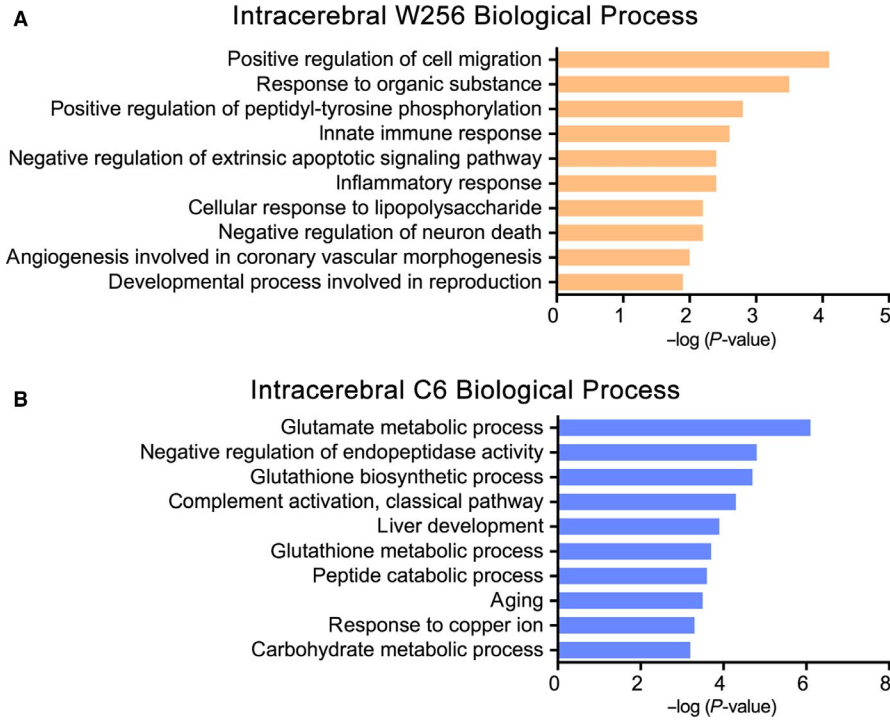 A
Intracerebral W256 Biological Process
Positive regulation of cell migration
Response to organic substance
Positive regulation of peptidyl-tyrosine phosphorylation
Innate immune response
Negative regulation of extrinsic apoptotic signaling pathway
Inflammatory response
Cellular response to lipopolysaccharide
Negative regulation of neuron death
Angiogenesis involved in coronary vascular morphogenesis
Developmental process involved in reproduction
0 1 2 3 4 5
–log (P-value)
B
Intracerebral C6 Biological Process
Glutamate metabolic process
Negative regulation of endopeptidase activity
Glutathione biosynthetic process
Complement activation, classical pathway
Liver development
Glutathione metabolic process
Peptide catabolic process
Aging
Response to copper ion
Carbohydrate metabolic process
0 2 4 6 8
–log (P-value)